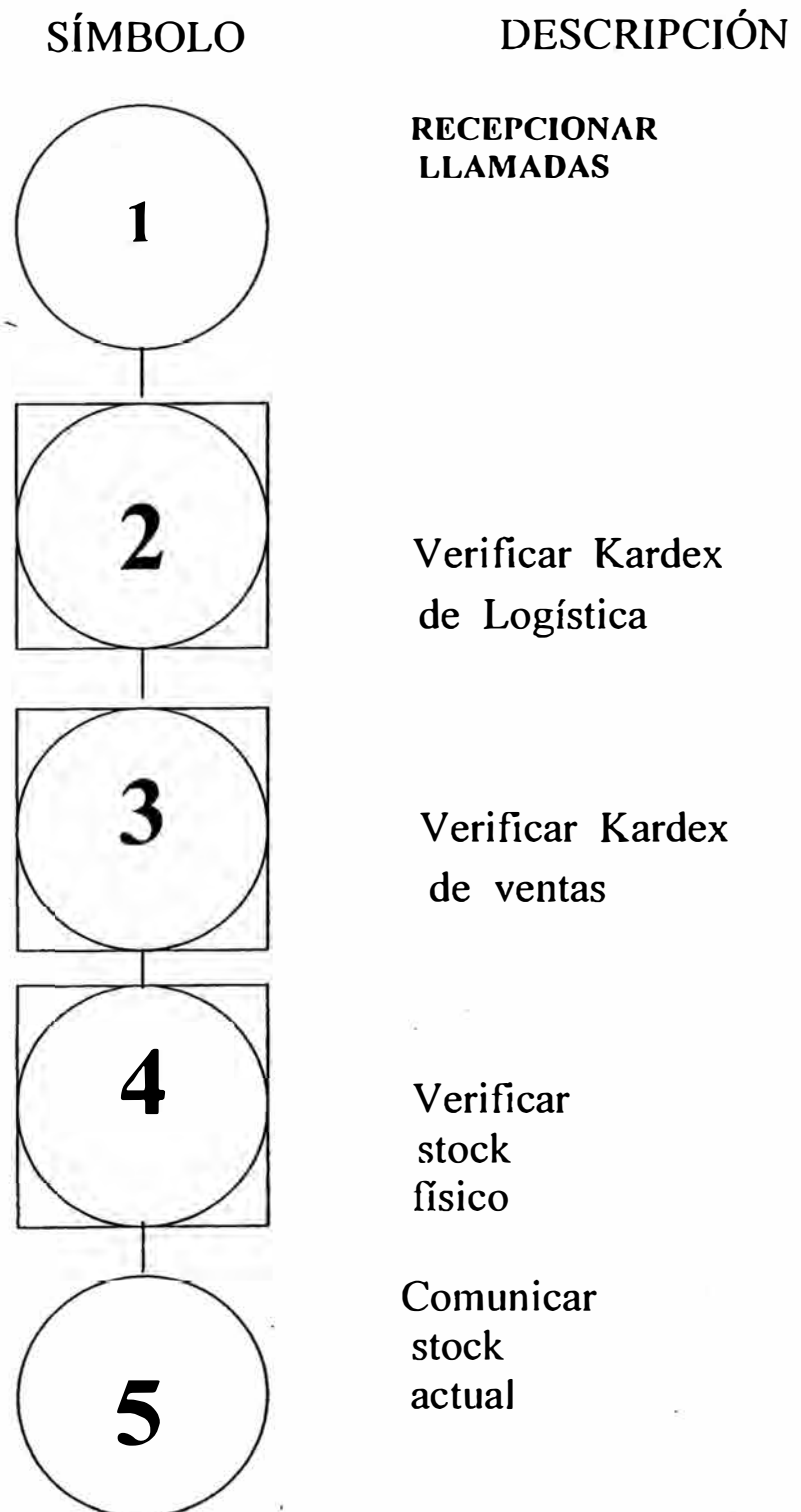 SÍMBOLO DESCRIPCIÓN
1 RECEPCIONAR
LLAMADAS
2 Verificar Kardex
de Logística
3 Verificar Kardex
de ventas
4 Verificar
stock
físico
Comunicar
stock
5 actual